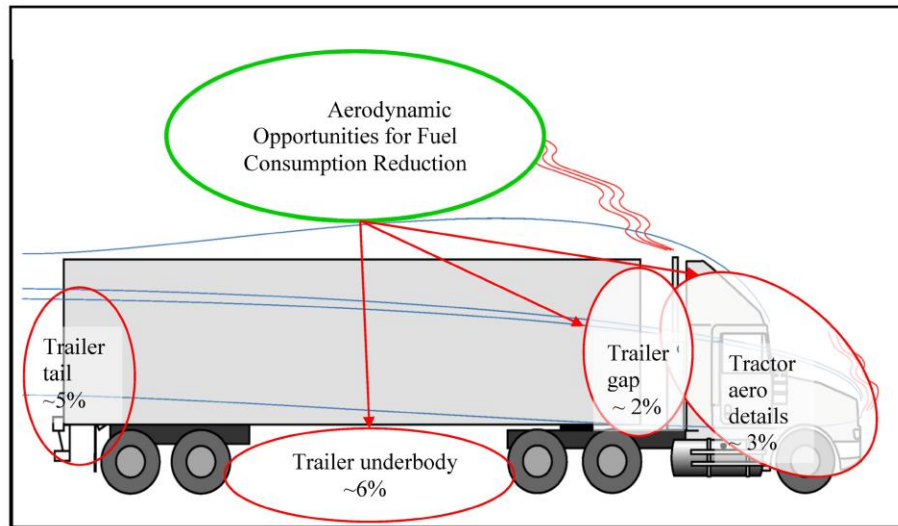 Aerodynamic
Opportunities for Fuel
Consumption Reduction
Trailer
tail
~5%
Trailer underbody
~6%
Trailer
gap
~ 2%
Tractor
aero
details
~ 3%